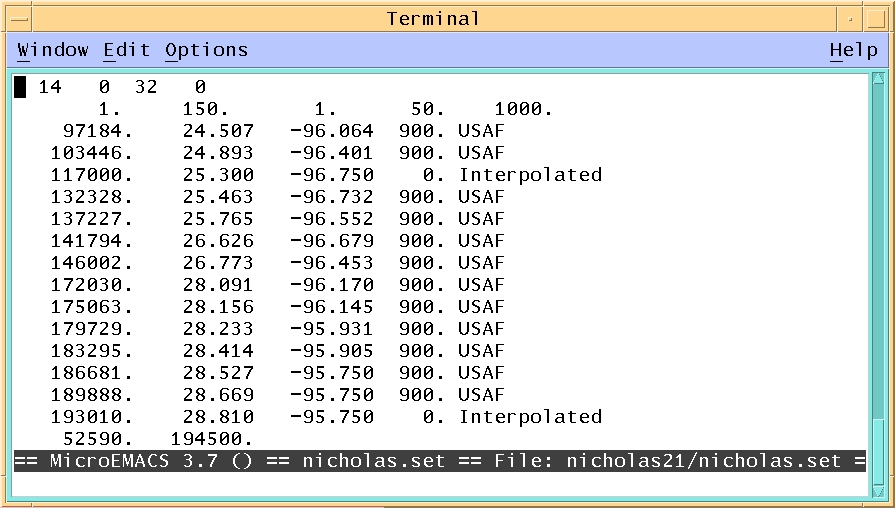 Terminal
Window Edit Options Help
14 0 32 0
1. 150. 1. 50. 1000.
97184. 24.507 -96.064 900. USAF
103446. 24.893 -96.401 900. USAF
117000. 25.300 -96.750 0. Interpolated
132328. 25.463 -96.732 900. USAF
137227. 25.765 -96.552 900. USAF
141794. 26.626 -96.679 900. USAF
146002. 26.773 -96.453 900. USAF
172030. 28.091 -96.170 900. USAF
175063. 28.156 -96.145 900. USAF
179729. 28.233 -95.931 900. USAF
183295. 28.414 -95.905 900. USAF
186681. 28.527 -95.750 900. USAF
189888. 28.669 -95.750 900. USAF
193010. 28.810 -95.750 0. Interpolated
52590. 194500.
== MicroEMACS 3.7 () == nicholas.set == File: nicholas21/nicholas.set =